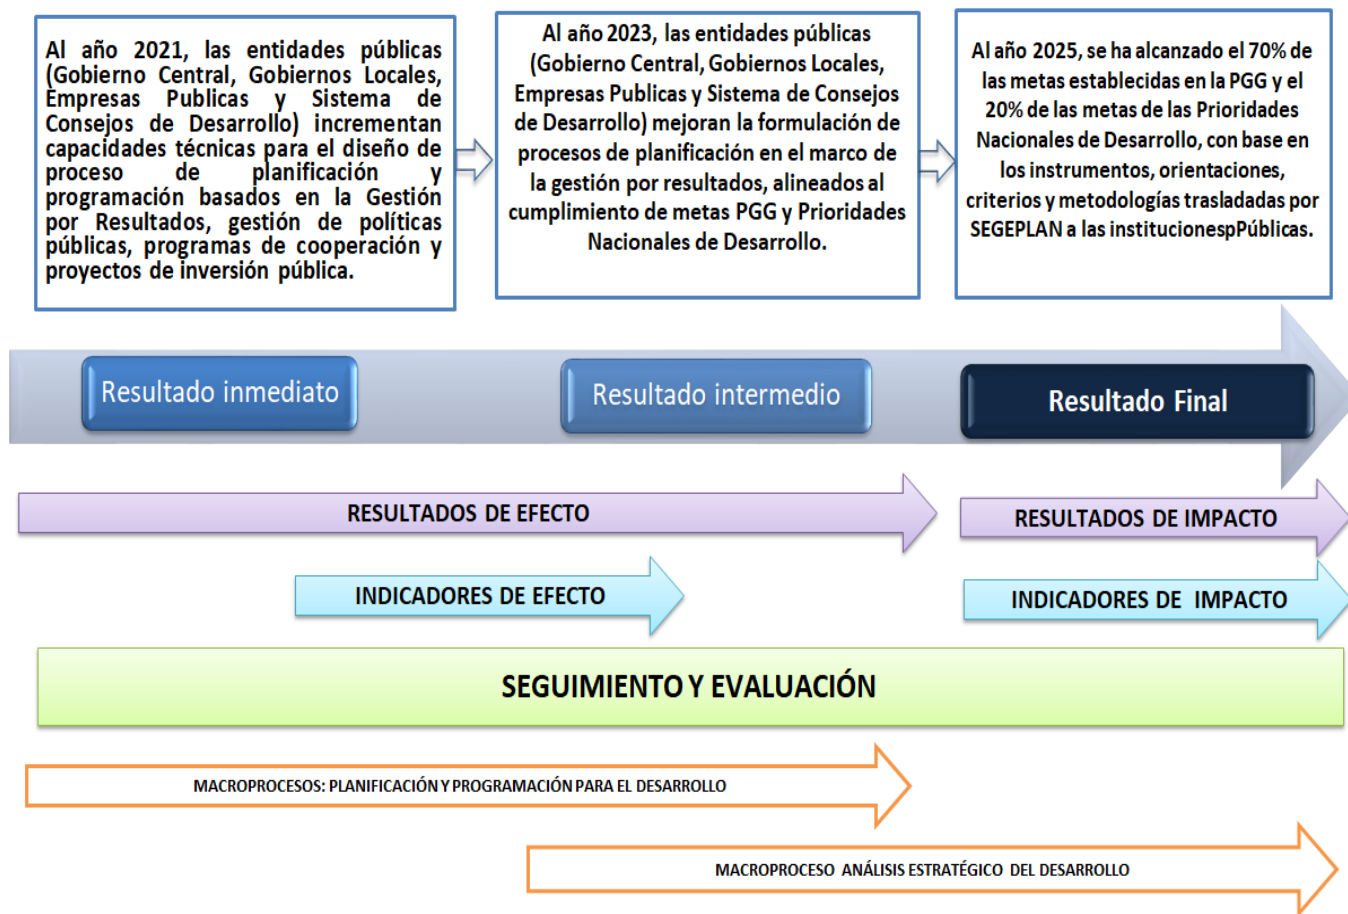 Al año 2021, las entidades públicas
(Gobierno Central, Gobiernos Locales,
Empresas Publicas y Sistema de
Consejos de Desarrollo) incrementan
capacidades técnicas para el diseño de
proceso de planificación y
programación basados en la Gestión
por Resultados, gestión de políticas
públicas, programas de cooperación y
proyectos de inversión pública.
Al año 2023, las entidades públicas
(Gobierno Central, Gobiernos Locales,
Empresas Publicas y Sistema de Consejos
de Desarrollo) mejoran la formulación de
procesos de planificación en el marco de
la gestión por resultados, alineados al
cumplimiento de metas PGG y Prioridades
Nacionales de Desarrollo.
Al año 2025, se ha alcanzado el 70% de
las metas establecidas en la PGG y el
20% de las metas de las Prioridades
Nacionales de Desarrollo, con base en
los instrumentos, orientaciones,
criterios y metodologías trasladadas por
SEGEPLAN a las institucionespPúblicas.
Resultado inmediato
Resultado intermedio
Resultado Final
RESULTADOS DE EFECTO
RESULTADOS DE IMPACTO
INDICADORES DE EFECTO
INDICADORES DE IMPACTO
SEGUIMIENTO Y EVALUACIÓN
MACROPROCESOS: PLANIFICACIÓN Y PROGRAMACIÓN PARA EL DESARROLLO
MACROPROCESO ANÁLISIS ESTRATÉGICO DEL DESARROLLO